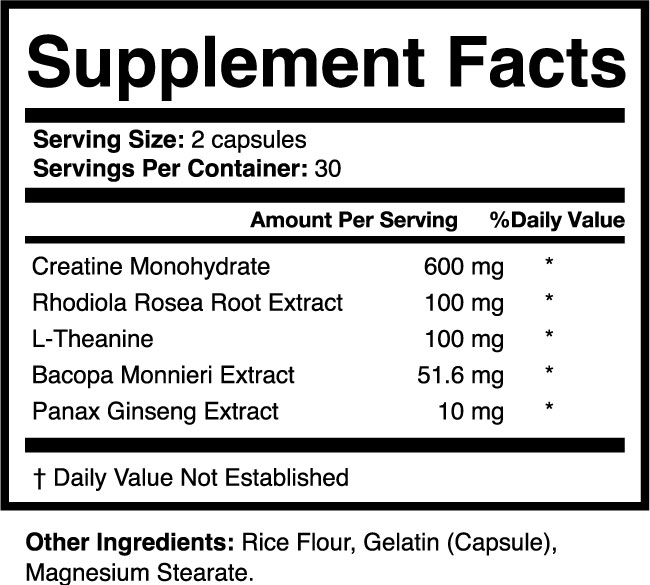 Supplement Facts
Serving Size: 2 capsules
Servings Per Container: 30
Amount Per Serving %Daily Value
Creatine Monohydrate 600 mg *
Rhodiola Rosea Root Extract 100 mg *
L-Theanine 100 mg *
Bacopa Monnieri Extract 51.6 mg *
Panax Ginseng Extract 10 mg *
† Daily Value Not Established
Other Ingredients: Rice Flour, Gelatin (Capsule),
Magnesium Stearate.